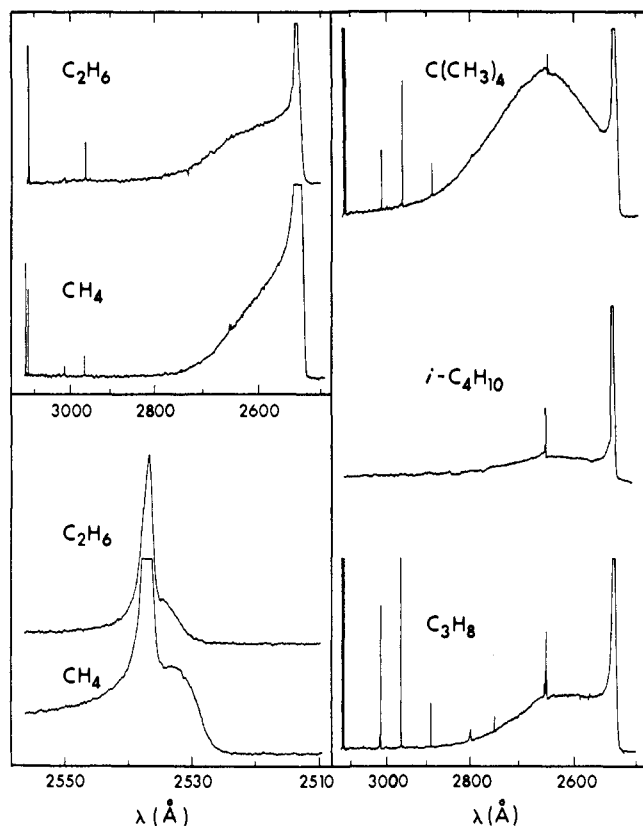 C₂H₆
CH₄
3000 2800 2600
C₂H₆
CH₄
2550 2530 2510
λ (Å)
C(CH₃)₄
i-C₄H₁₀
C₃H₈
3000 2800 2600
λ (Å)